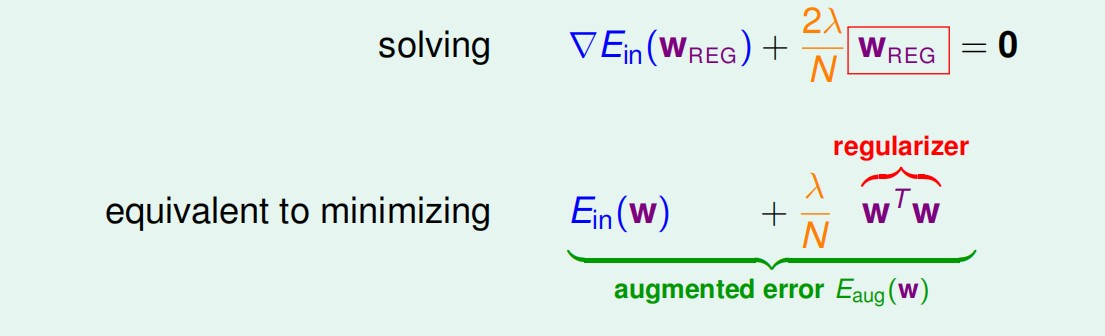 solving ∇E_in(w_REG) + 2λ/N w_REG = 0
regularizer
equivalent to minimizing E_in(w) + λ/N w^T w
augmented error E_aug(w)